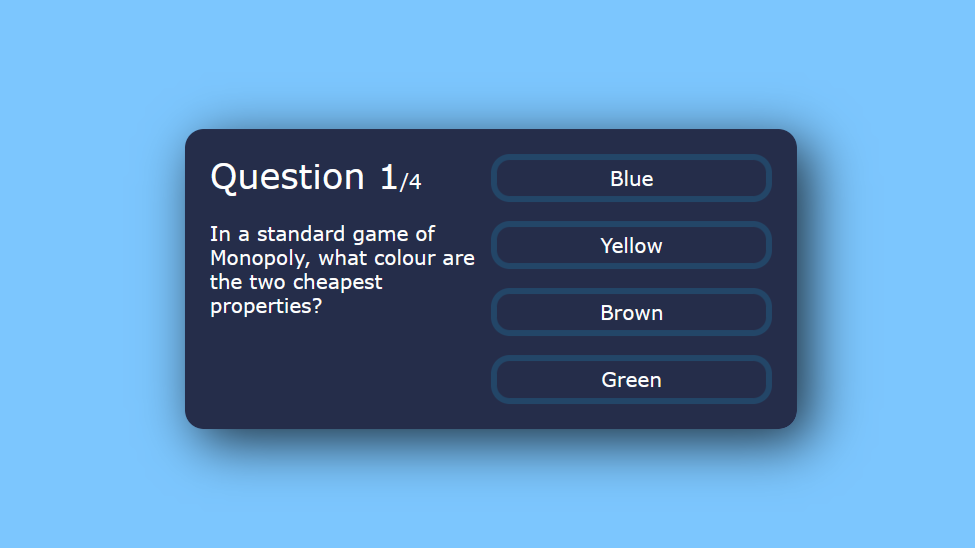 Question 1/4
In a standard game of
Monopoly, what colour are
the two cheapest
properties?
Blue
Yellow
Brown
Green